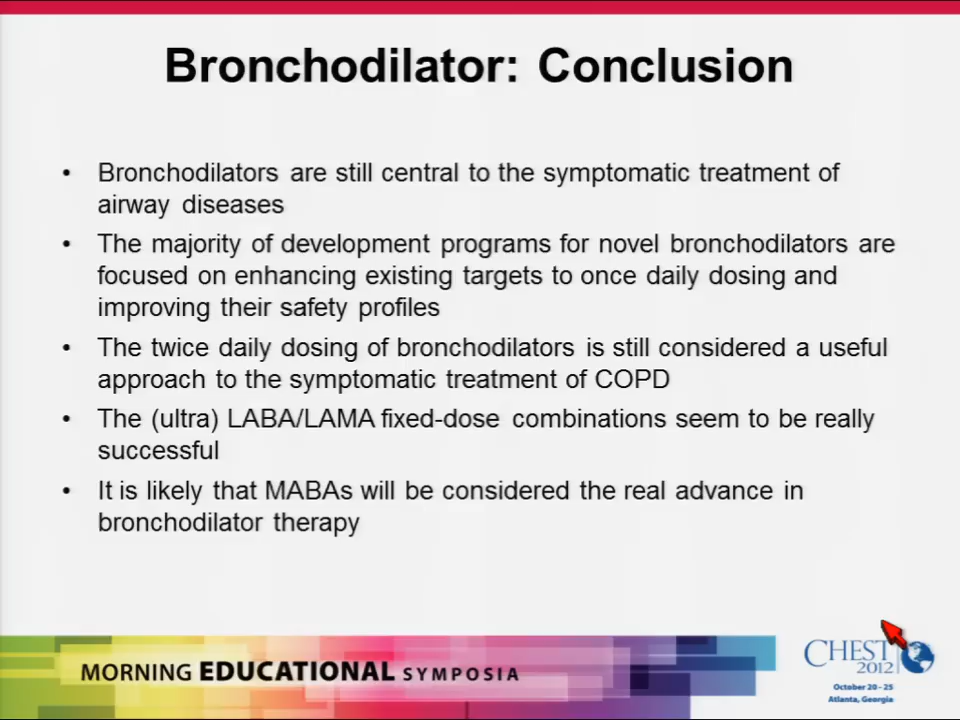 Bronchodilator: Conclusion
• Bronchodilators are still central to the symptomatic treatment of
airway diseases
• The majority of development programs for novel bronchodilators are
focused on enhancing existing targets to once daily dosing and
improving their safety profiles
• The twice daily dosing of bronchodilators is still considered a useful
approach to the symptomatic treatment of COPD
• The (ultra) LABA/LAMA fixed-dose combinations seem to be really
successful
• It is likely that MABAs will be considered the real advance in
bronchodilator therapy
MORNING EDUCATIONAL SYMPOSIA
CHEST
2012
October 20 - 25
Atlanta, Georgia